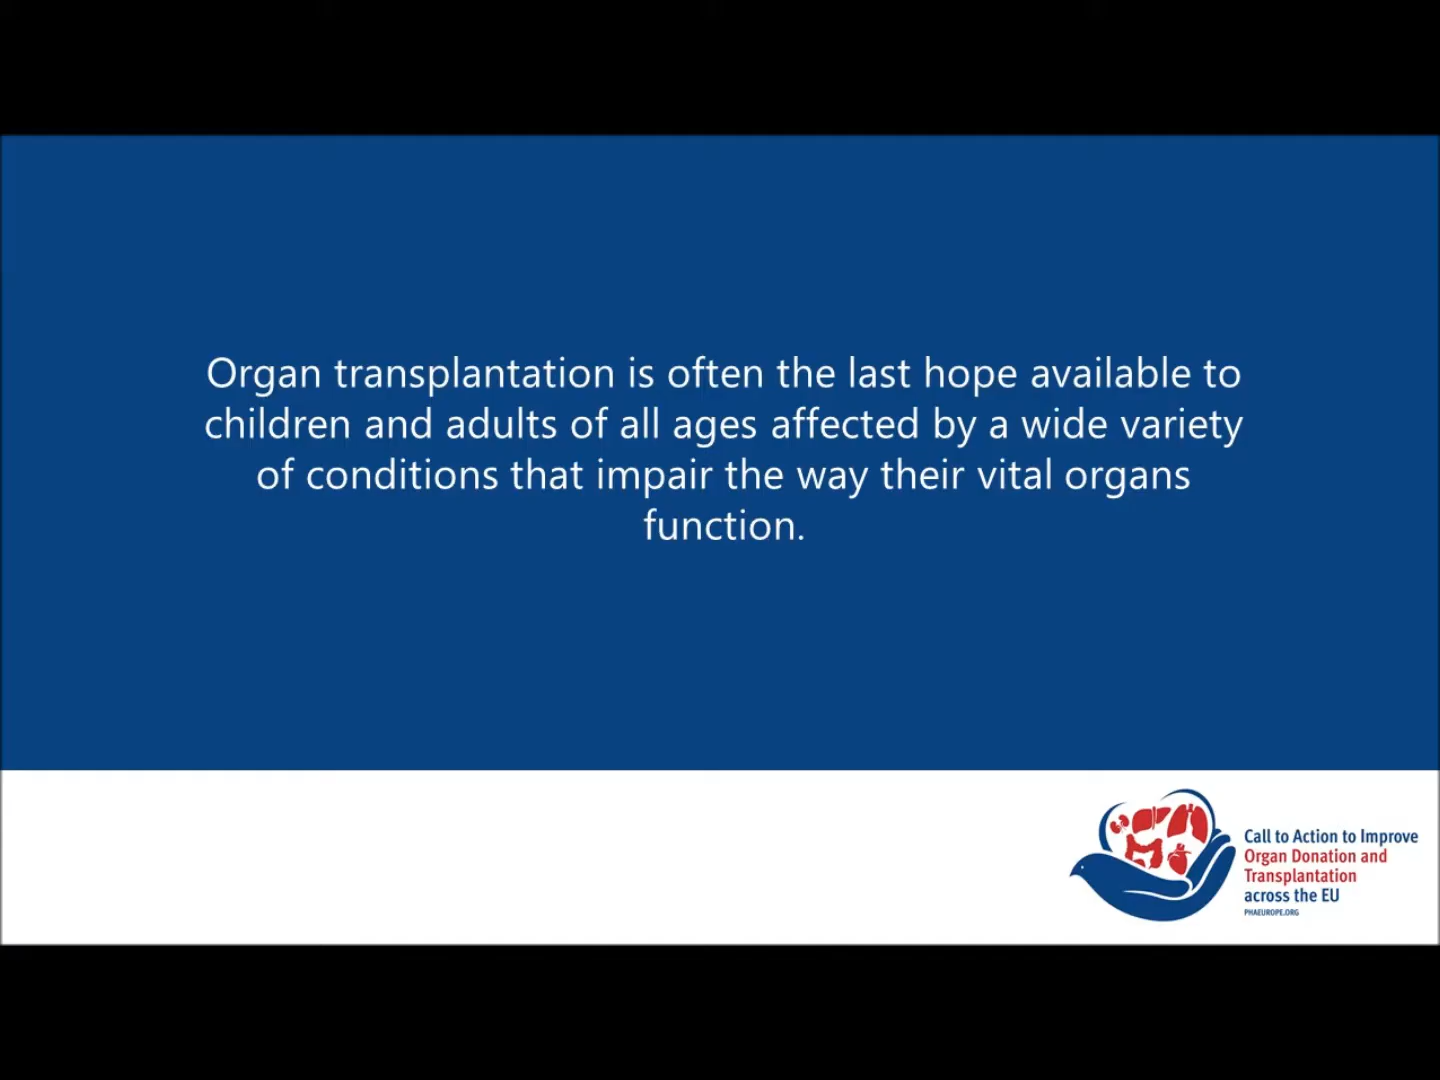 Organ transplantation is often the last hope available to
children and adults of all ages affected by a wide variety
of conditions that impair the way their vital organs
function.
Call to Action to Improve
Organ Donation and
Transplantation
across the EU
PHAEUROPE.ORG